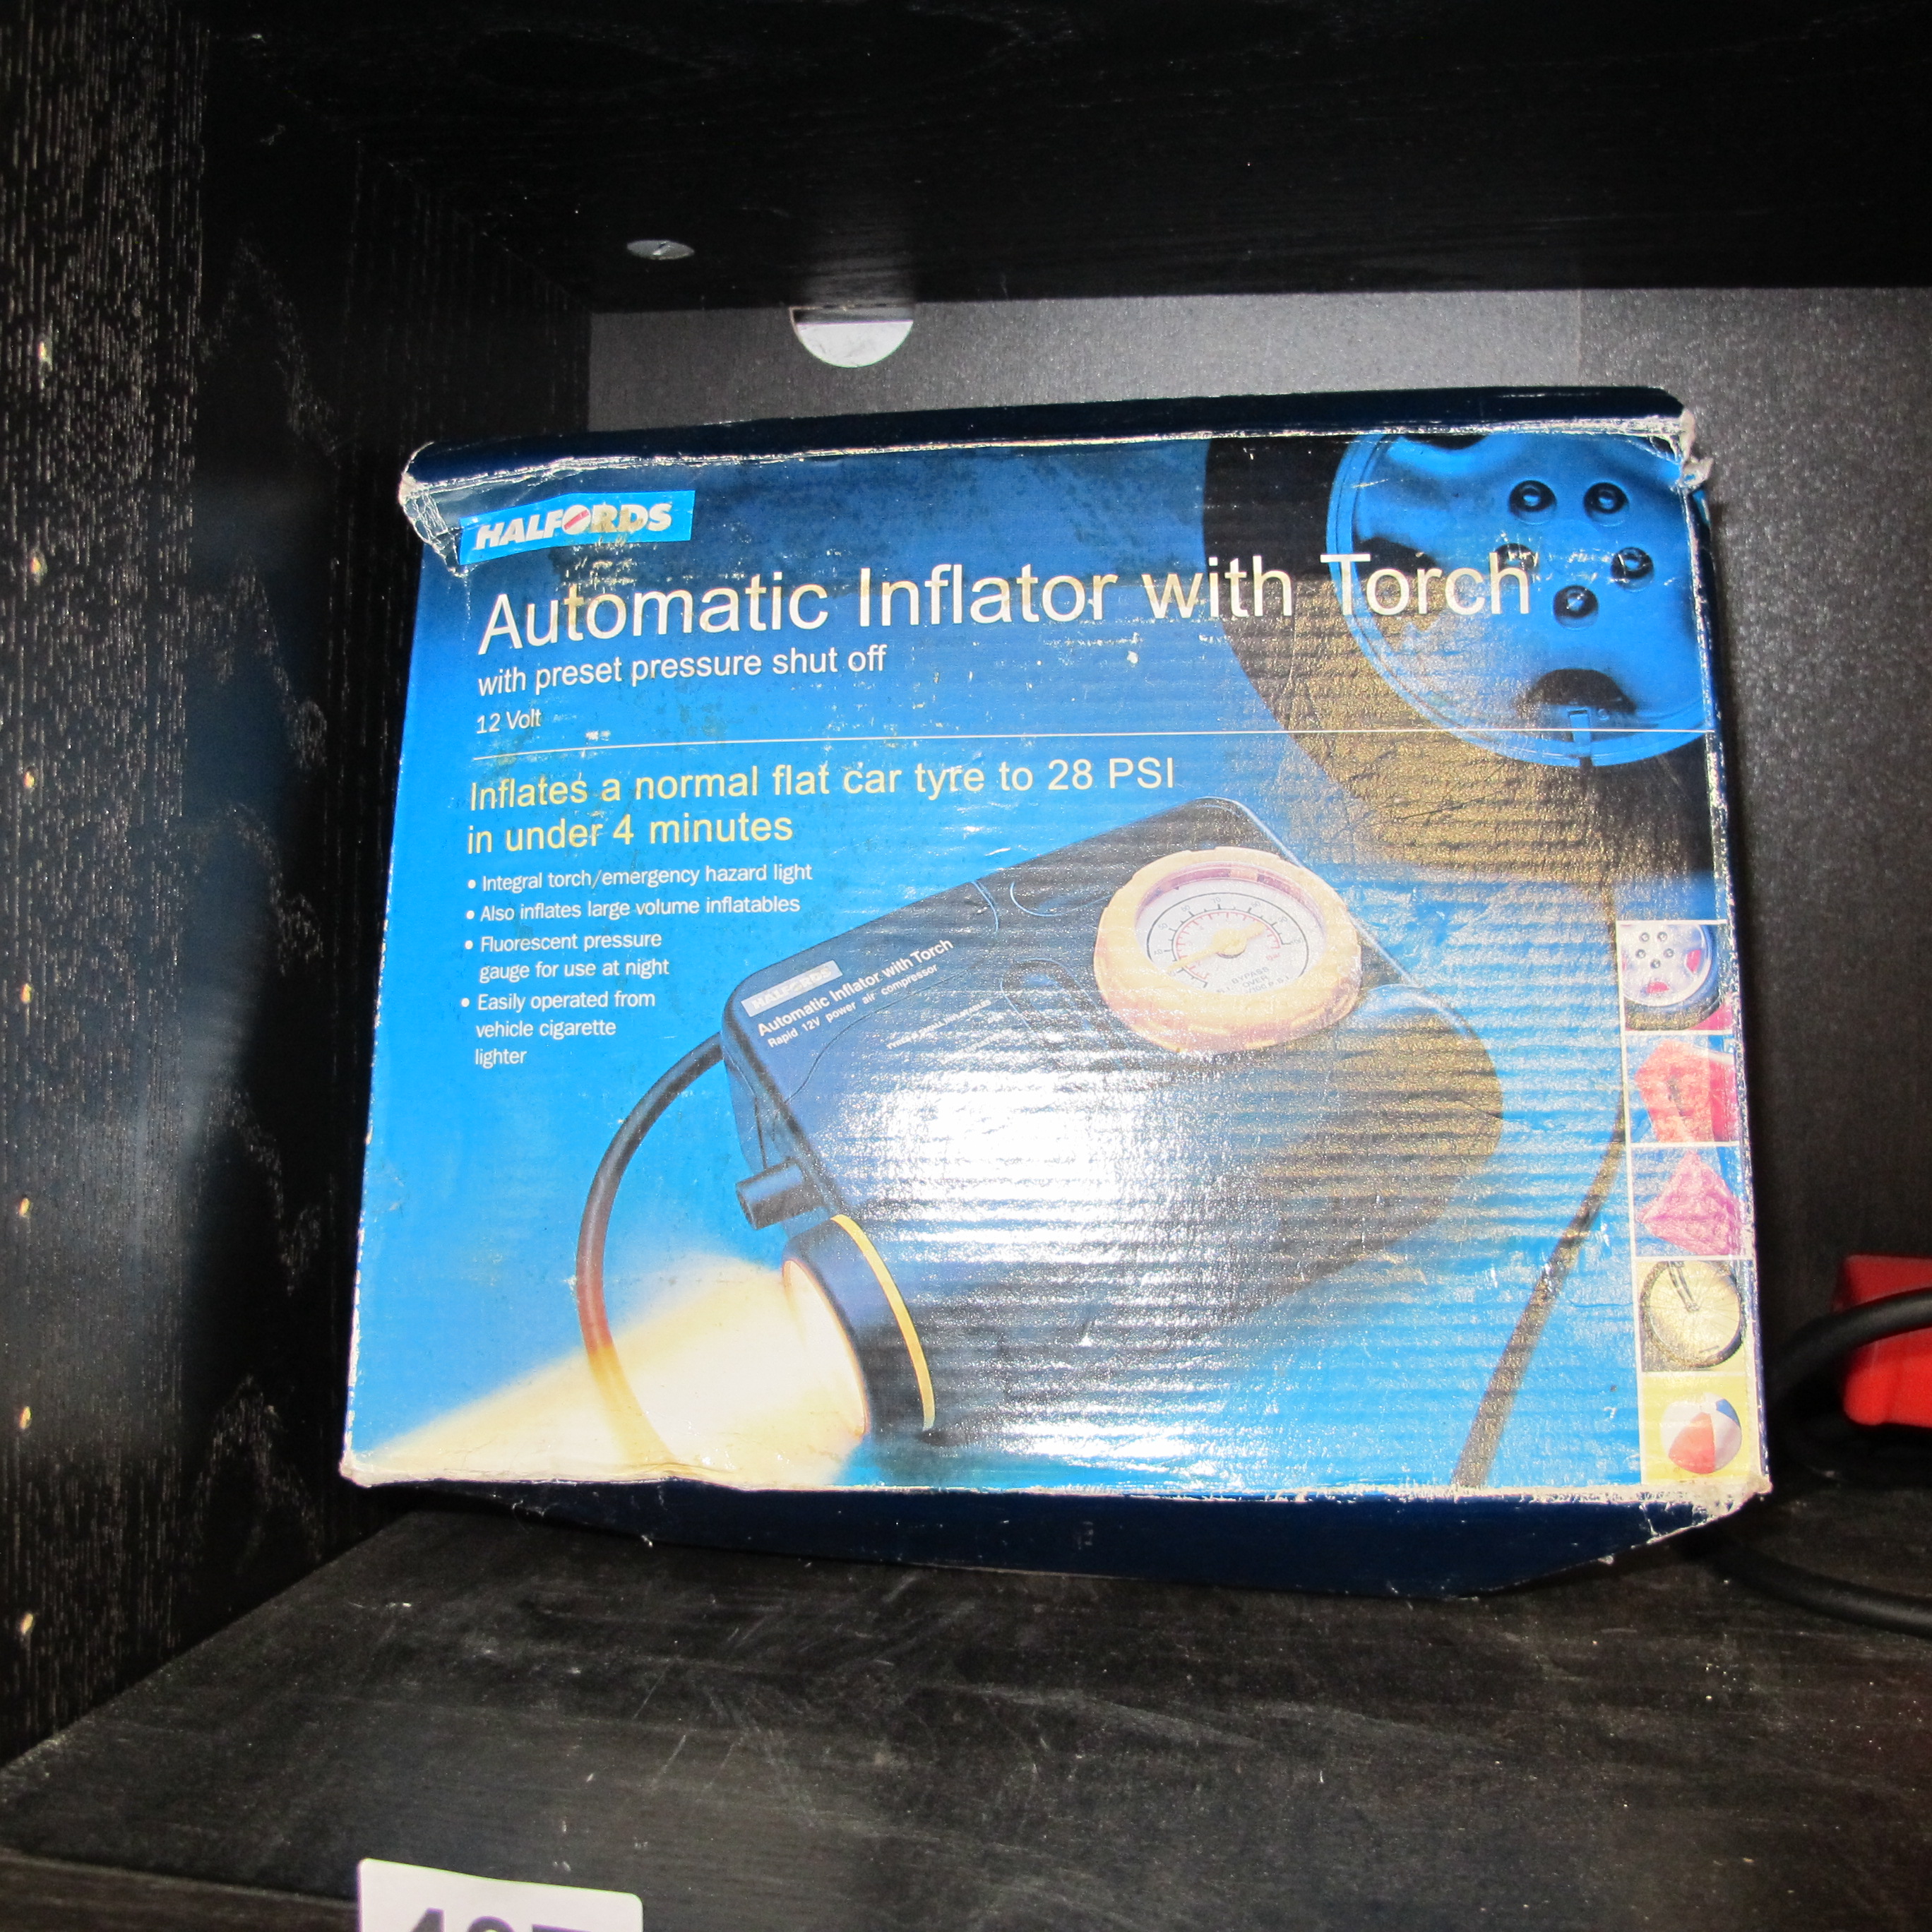 HALFORDS
Automatic Inflator with Torch
with preset pressure shut off
12 Volt
Inflates a normal flat car tyre to 28 PSI
in under 4 minutes
• Integral torch/emergency hazard light
• Also inflates large volume inflatables
• Fluorescent pressure
gauge for use at night
• Easily operated from
vehicle cigarette
lighter
HALFORDS
Automatic Inflator with Torch
Rapid 12V power air compressor